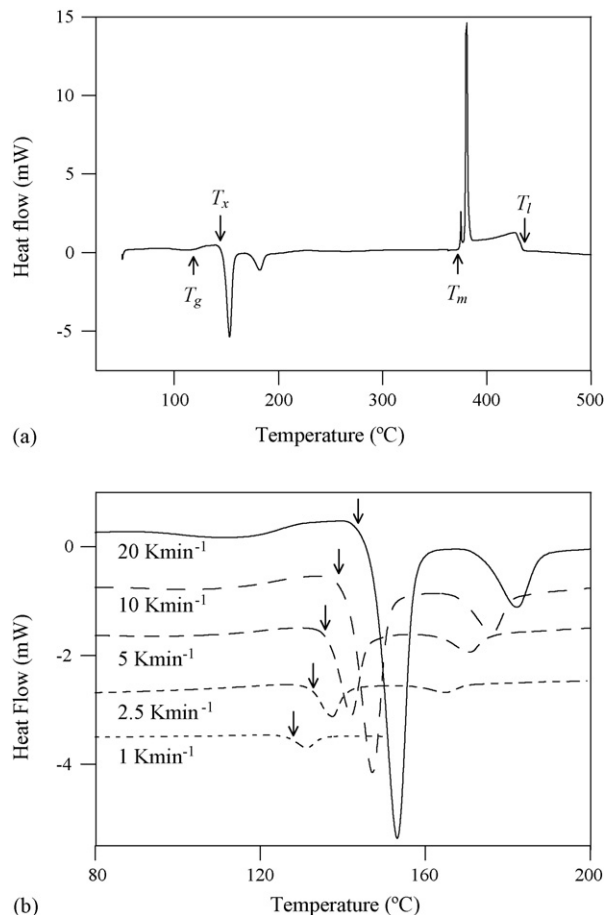 15
10
5
0
-5
Heat flow (mW)
T_x
T_g
T_m
T_l
100
200
300
400
500
(a)
Temperature (ºC)
0
-2
-4
Heat Flow (mW)
20 Kmin⁻¹
10 Kmin⁻¹
5 Kmin⁻¹
2.5 Kmin⁻¹
1 Kmin⁻¹
80
120
160
200
(b)
Temperature (ºC)